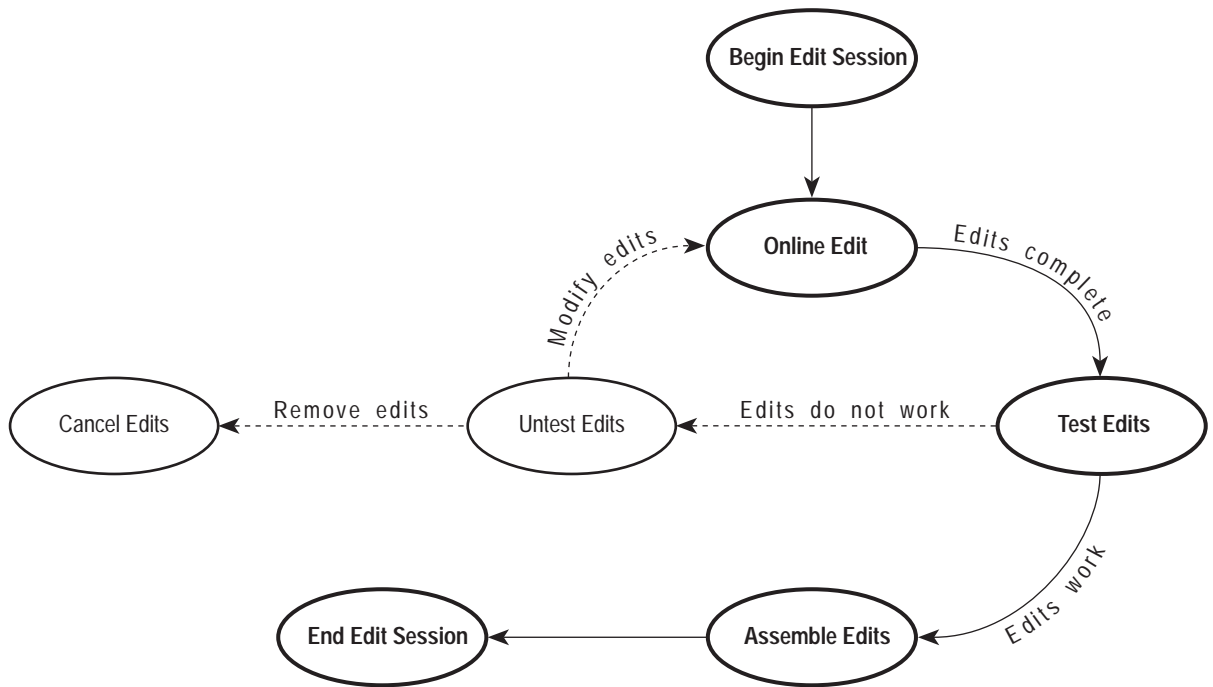 Begin Edit Session
Online Edit
Edits complete
Modify edits
Cancel Edits
Remove edits
Untest Edits
Edits do not work
Test Edits
Edits work
End Edit Session
Assemble Edits